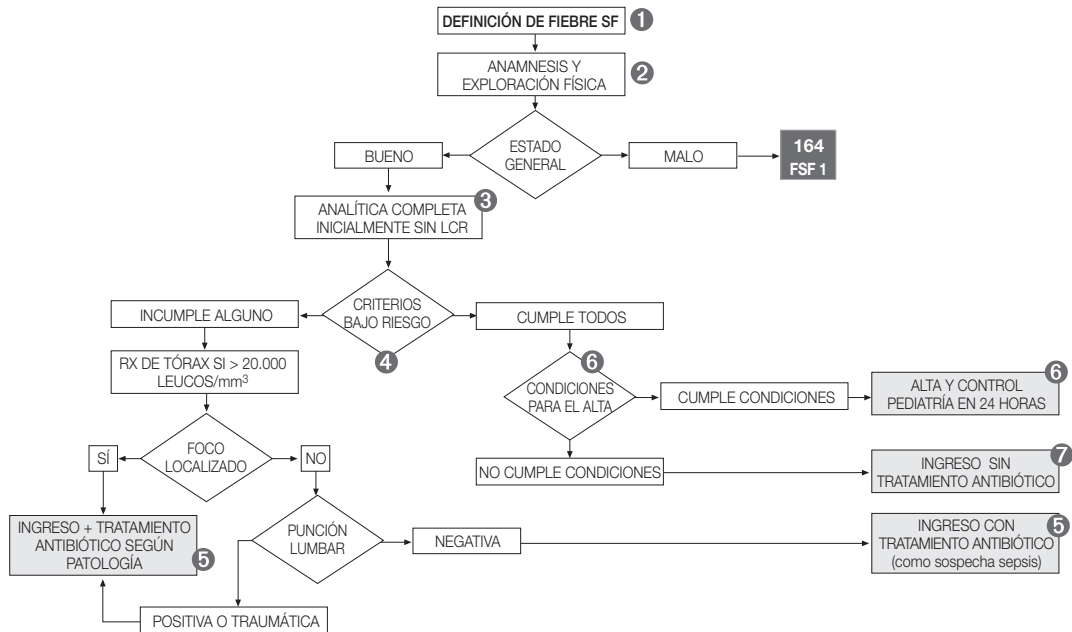 DEFINICIÓN DE FIEBRE SF
1
ANAMNESIS Y
EXPLORACIÓN FÍSICA
2
ESTADO
GENERAL
BUENO
MALO
164
FSF 1
ANALÍTICA COMPLETA
INICIALMENTE SIN LCR
3
CRITERIOS
BAJO RIESGO
4
INCUMPLE ALGUNO
CUMPLE TODOS
RX DE TÓRAX SI > 20.000
LEUCOS/mm³
6
CONDICIONES
PARA EL ALTA
CUMPLE CONDICIONES
ALTA Y CONTROL
PEDIATRÍA EN 24 HORAS
6
FOCO
LOCALIZADO
SÍ
NO
NO CUMPLE CONDICIONES
INGRESO SIN
TRATAMIENTO ANTIBIÓTICO
7
INGRESO + TRATAMIENTO
ANTIBIÓTICO SEGÚN
PATOLOGÍA
5
PUNCIÓN
LUMBAR
NEGATIVA
INGRESO CON
TRATAMIENTO ANTIBIÓTICO
(como sospecha sepsis)
5
POSITIVA O TRAUMÁTICA